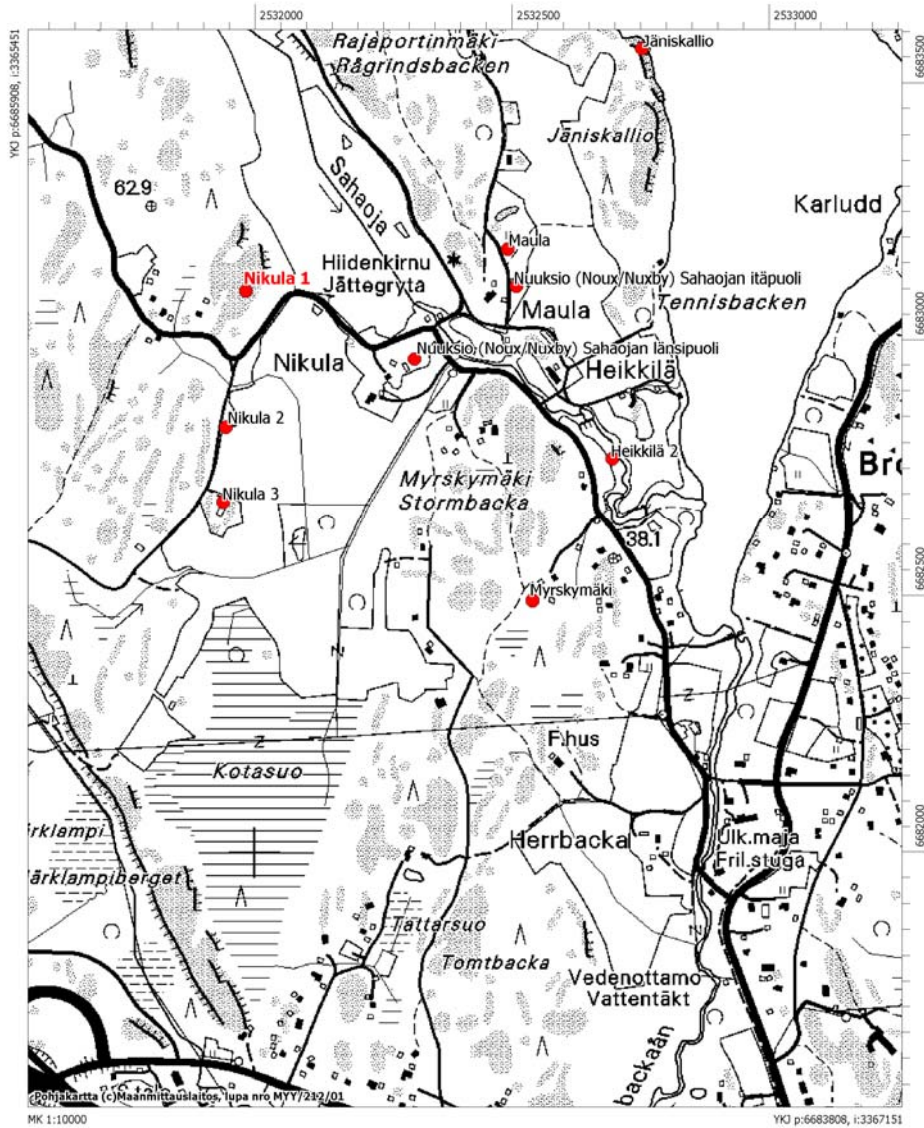 2532000
2532500
2533000
YKJ p:6685908, i:3365451
6683500
Rajaportinmäki
Rågrindsbacken
Jäniskallio
Jäniskallio
Sahaoja
62.9
Karludd
Maula
Nikula 1
Hiidenkirnu
Jättegryta
Nuuksio (Noux/Nuxby) Sahaojan itäpuoli
Maula
Tennisbacken
6683000
Nikula
Nuuksio (Noux/Nuxby) Sahaojan länsipuoli
Heikkilä
Nikula 2
Heikkilä 2
Myrskymäki
Stormbacka
Nikula 3
38.1
6682500
Myrskymäki
Z
Z
Z
Z
Kotasuo
F.hus
Herrbacka
Ulk.maja
Fril.stuga
6682000
Tattarsuo
Tomtbacka
Vedenottamo
Vattentäkt
backaån
Pohjakartta (c)Maanmittauslaitos, lupa nro MYY/212/01
MK 1:10000
YKJ p:6683808, i:3367151